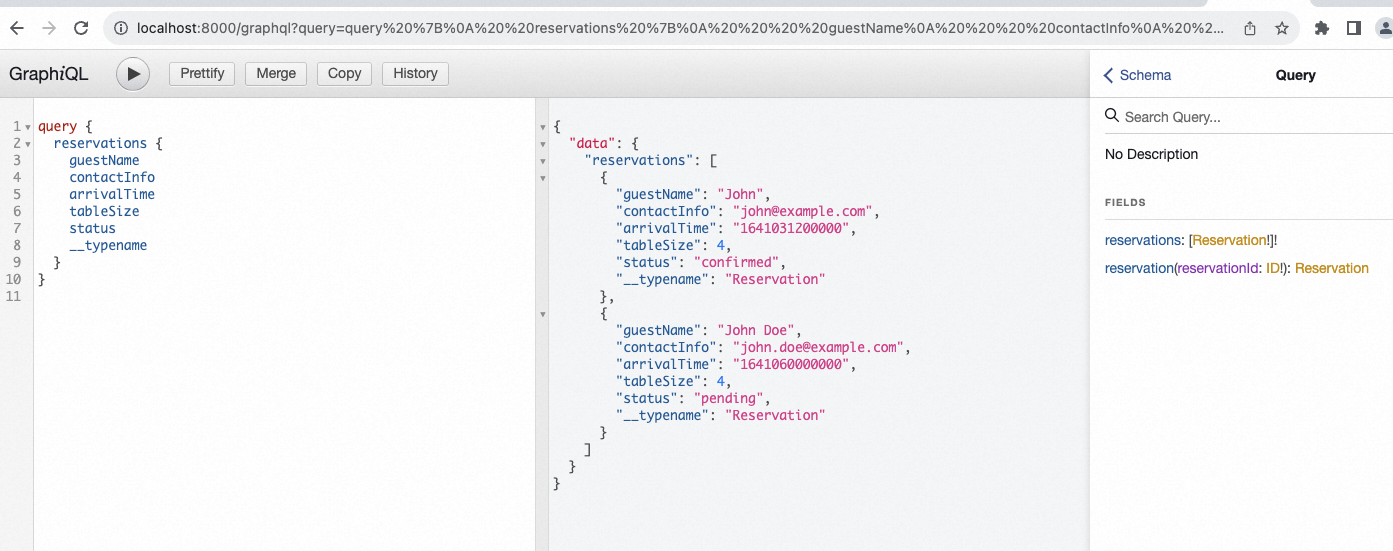 localhost:8000/graphql?query=query%20%7B%0A%20%20reservations%20%7B%0A%20%20%20%20guestName%0A%20%20%20%20contactInfo%0A%20%2...
GraphiQL Prettify Merge Copy History
Schema Query
Search Query...
No Description
FIELDS
reservations: [Reservation!]!
reservation(reservationId: ID!): Reservation
1 query {
2 reservations {
3 guestName
4 contactInfo
5 arrivalTime
6 tableSize
7 status
8 __typename
9 }
10 }
11
{
"data": {
"reservations": [
{
"guestName": "John",
"contactInfo": "john@example.com",
"arrivalTime": "1641031200000",
"tableSize": 4,
"status": "confirmed",
"__typename": "Reservation"
},
{
"guestName": "John Doe",
"contactInfo": "john.doe@example.com",
"arrivalTime": "1641060000000",
"tableSize": 4,
"status": "pending",
"__typename": "Reservation"
}
]
}
}